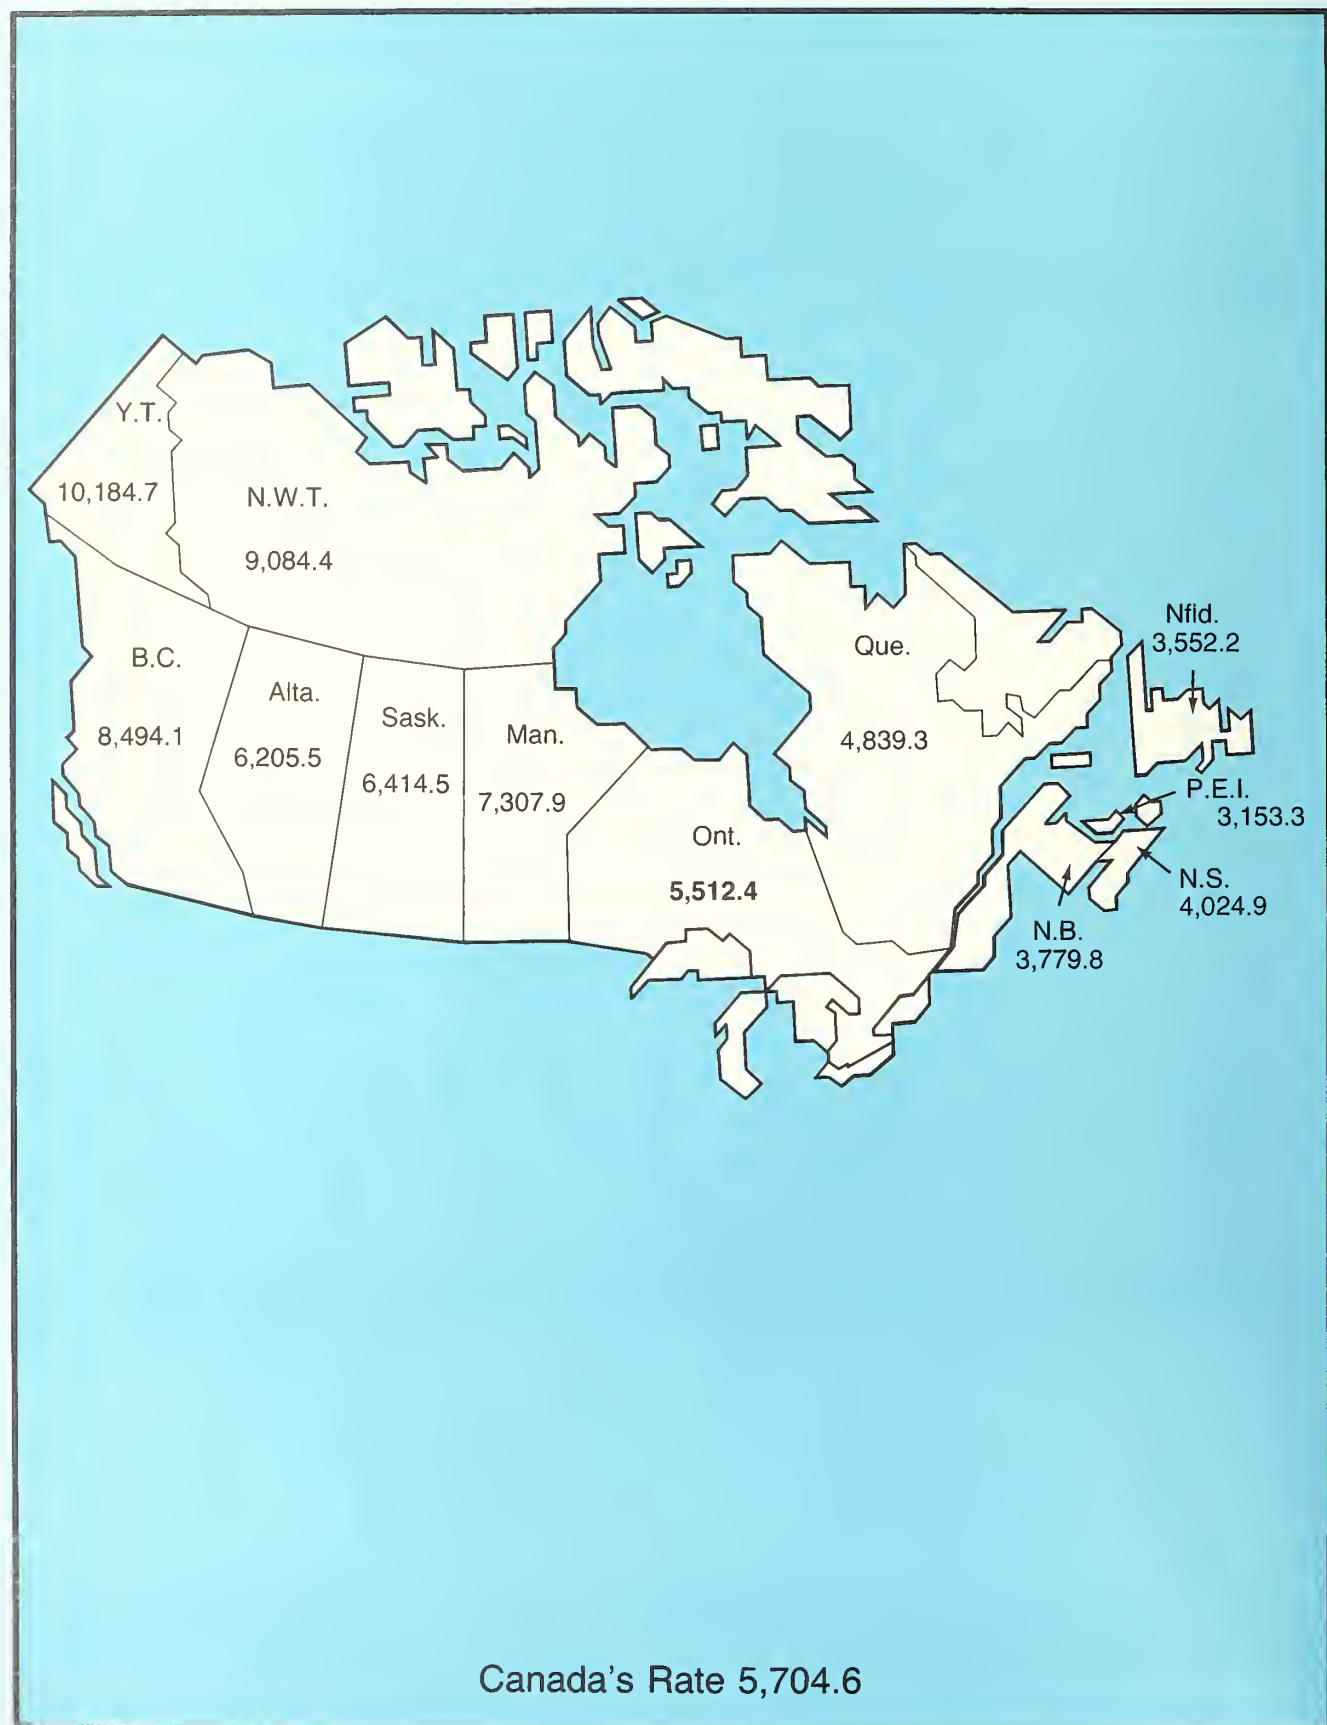 Y.T.
10,184.7
N.W.T.
9,084.4
B.C.
8,494.1
Alta.
6,205.5
Sask.
6,414.5
Man.
7,307.9
Ont.
5,512.4
Que.
4,839.3
Nfld.
3,552.2
P.E.I.
3,153.3
N.S.
4,024.9
N.B.
3,779.8
Canada's Rate 5,704.6